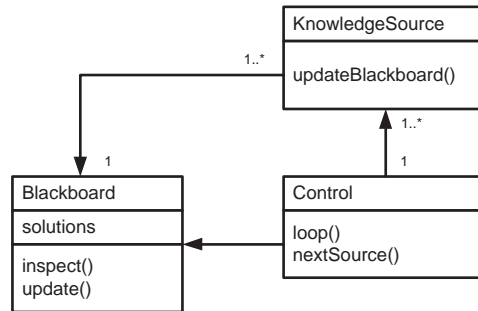 KnowledgeSource
updateBlackboard()
1..*
1..*
1
1
Blackboard
solutions
inspect()
update()
Control
loop()
nextSource()